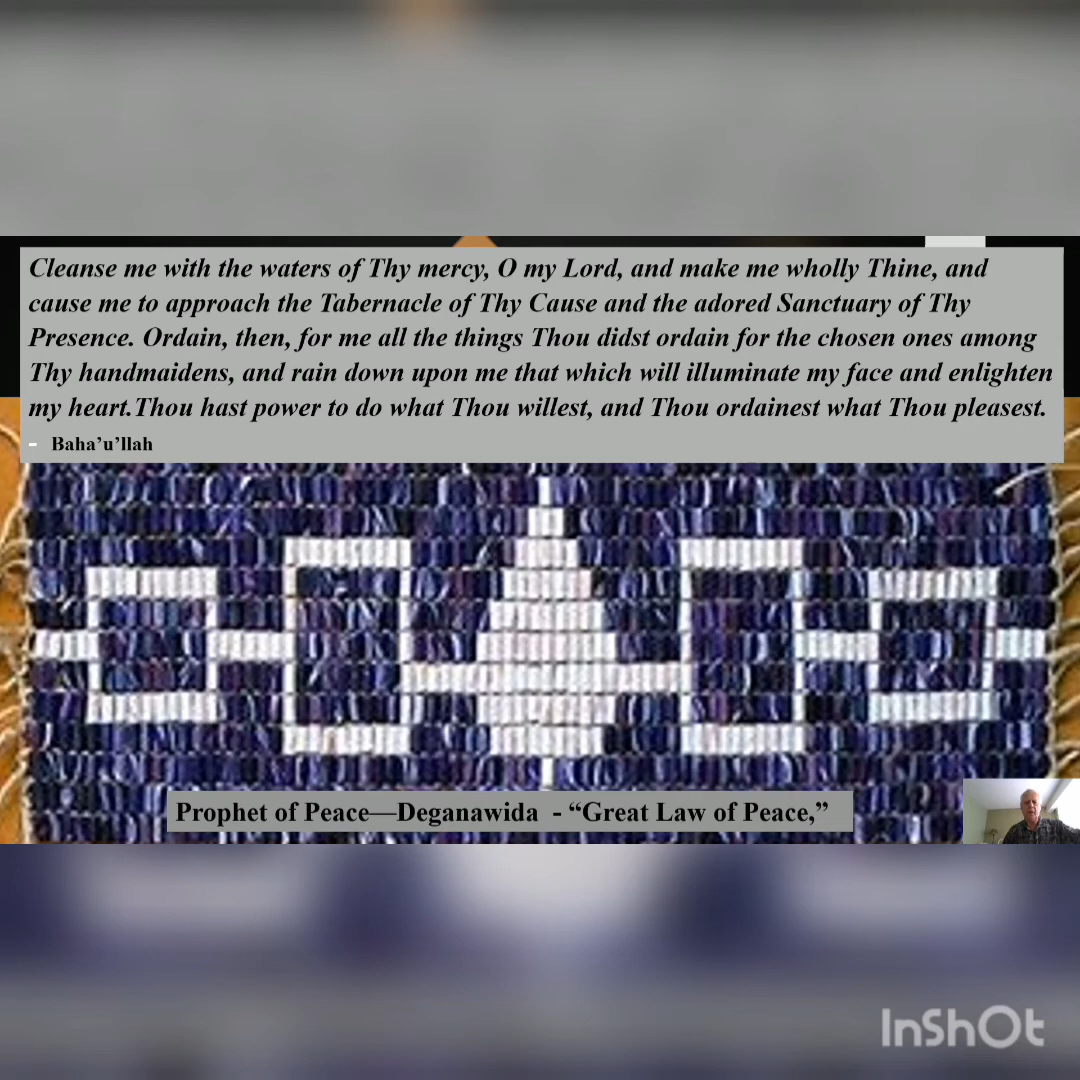 Cleanse me with the waters of Thy mercy, O my Lord, and make me wholly Thine, and
cause me to approach the Tabernacle of Thy Cause and the adored Sanctuary of Thy
Presence. Ordain, then, for me all the things Thou didst ordain for the chosen ones among
Thy handmaidens, and rain down upon me that which will illuminate my face and enlighten
my heart.Thou hast power to do what Thou willest, and Thou ordainest what Thou pleasest.
- Baha’u’llah
Prophet of Peace—Deganawida - “Great Law of Peace,”
InShOt